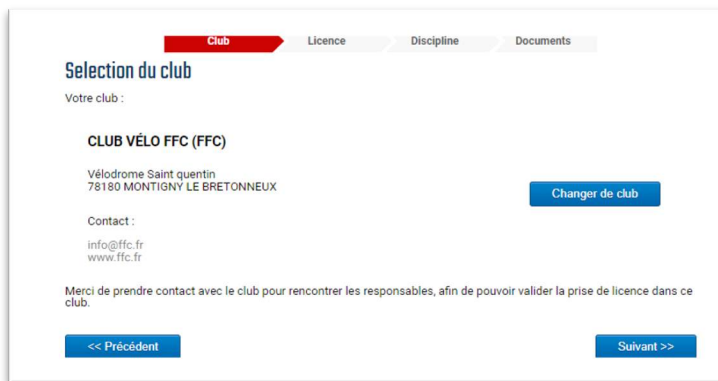 Club Licence Discipline Documents
Selection du club
Votre club :
CLUB VÉLO FFC (FFC)
Vélodrome Saint quentin
78180 MONTIGNY LE BRETONNEUX
Changer de club
Contact :
info@ffc.fr
www.ffc.fr
Merci de prendre contact avec le club pour rencontrer les responsables, afin de pouvoir valider la prise de licence dans ce
club.
<< Précédent Suivant >>